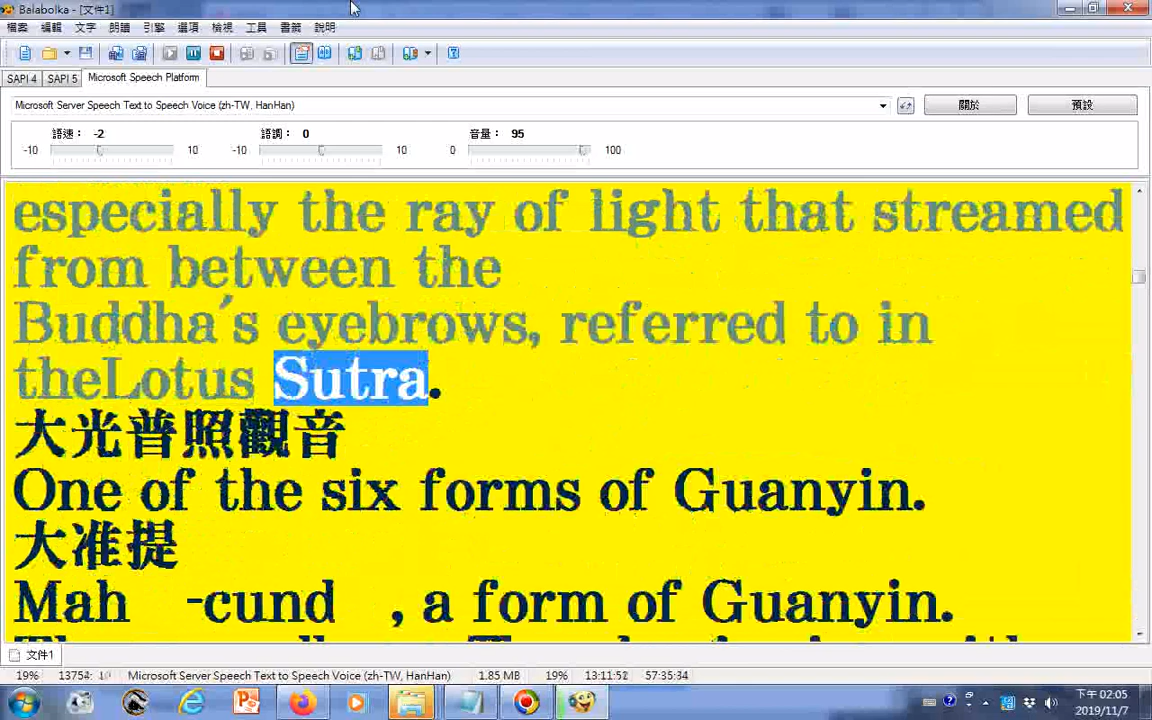 Balabolka - [文件1]
檔案 編輯 文字 朗讀 引擎 選項 檢視 工具 書籤 說明
SAPI 4 SAPI 5 Microsoft Speech Platform
Microsoft Server Speech Text to Speech Voice (zh-TW, HanHan) 關於 預設
語速： -2 語調： 0 音量： 95
-10 10 -10 10 0 100
especially the ray of light that streamed
from between the
Buddha's eyebrows, referred to in
theLotus Sutra.
大光普照觀音
One of the six forms of Guanyin.
大准提
Mah -cund , a form of Guanyin.
文件1
19% Microsoft Server Speech Text to Speech Voice (zh-TW, HanHan) 1.85 MB 19% 13:11:52 57:35:34
下午 02:05
2019/11/7